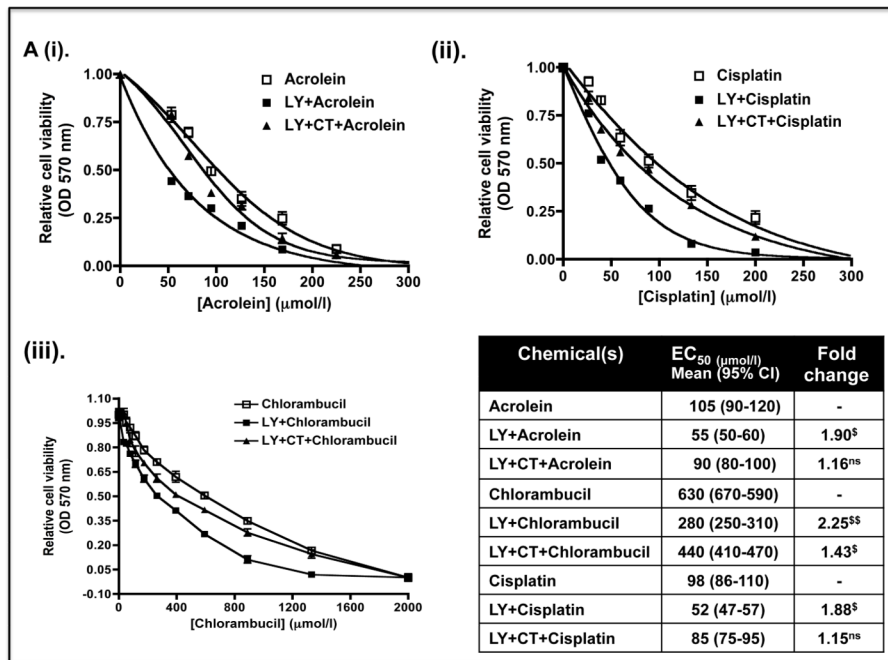 A (i).
1.00
0.75
0.50
0.25
0.00
0
50
100
150
200
250
300
Relative cell viability
(OD 570 nm)
[Acrolein] (μmol/l)
Acrolein
LY+Acrolein
LY+CT+Acrolein
(ii).
1.00
0.75
0.50
0.25
0.00
0
50
100
150
200
250
300
Relative cell viability
(OD 570 nm)
[Cisplatin] (μmol/l)
Cisplatin
LY+Cisplatin
LY+CT+Cisplatin
(iii).
1.10
0.95
0.80
0.65
0.50
0.35
0.20
0.05
-0.10
0
400
800
1200
1600
2000
Relative cell viability
(OD 570 nm)
[Chlorambucil] (μmol/l)
Chlorambucil
LY+Chlorambucil
LY+CT+Chlorambucil
Chemical(s) EC50 (μmol/l) Fold
Mean (95% CI) change
Acrolein 105 (90-120) -
LY+Acrolein 55 (50-60) 1.90$
LY+CT+Acrolein 90 (80-100) 1.16ns
Chlorambucil 630 (670-590) -
LY+Chlorambucil 280 (250-310) 2.25$$
LY+CT+Chlorambucil 440 (410-470) 1.43$
Cisplatin 98 (86-110) -
LY+Cisplatin 52 (47-57) 1.88$
LY+CT+Cisplatin 85 (75-95) 1.15ns